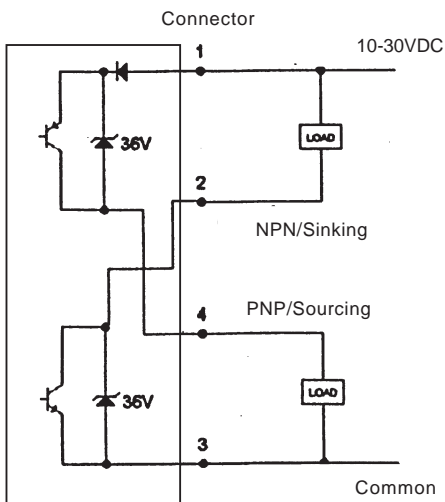 Connector
1
10-30VDC
LOAD
36V
2
NPN/Sinking
4
PNP/Sourcing
LOAD
36V
3
Common